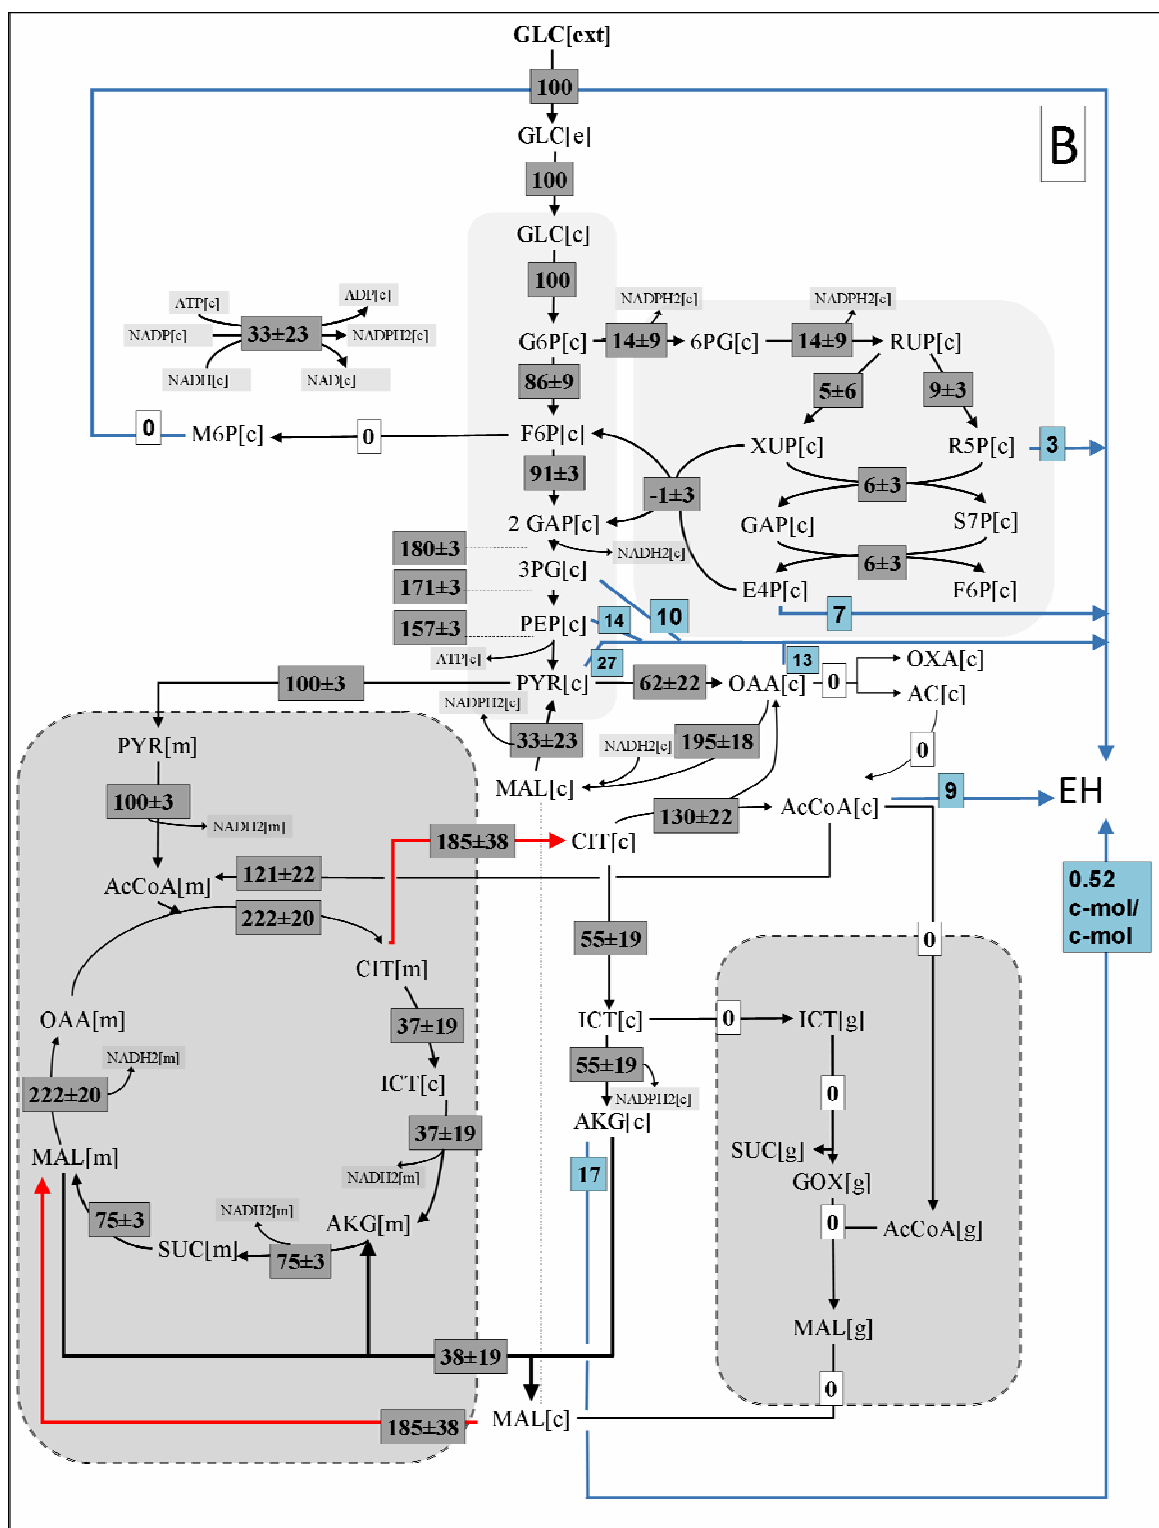 GLC[ext]
100
B
GLC[e]
100
GLC[c]
100
ATP[c] ADP[c]
NADP[c] 33±23 NADPH2[c]
NADH[c] NAD[c]
NADPH2[c] NADPH2[c]
G6P[c] 14±9 6PG[c] 14±9 RUP[c]
86±9 5±6 9±3
0 M6P[c] 0 F6P[c] XUP[c] R5P[c] 3
91±3 -1±3 6±3
2 GAP[c] GAP[c] S7P[c]
180±3 NADH2[c] 6±3
3PG[c]
171±3 E4P[c] F6P[c]
10 7
157±3 PEP[c] 14
ATP[c] 27 13
100±3 PYR[c] 62±22 OAA[c] 0 OXA[c]
AC[c]
NADPH2[c]
33±23 NADH2[c] 195±18 0
PYR[m]
MAL[c] 9 EH
100±3 130±22 AcCoA[c]
NADH2[m] 185±38 CIT[c]
AcCoA[m] 121±22
222±20
0.52
c-mol/
c-mol
55±19 0
CIT[m]
OAA[m] 37±19 ICT[c] 0 ICT[g]
NADH2[m] ICT[c] 55±19
222±20 NADPH2[c] 0
37±19 AKG[c]
MAL[m] NADH2[m] 17 SUC[g]
GOX[g]
75±3 NADH2[m] AKG[m] 0 AcCoA[g]
SUC[m] 75±3
MAL[g]
38±19
0
185±38 MAL[c]